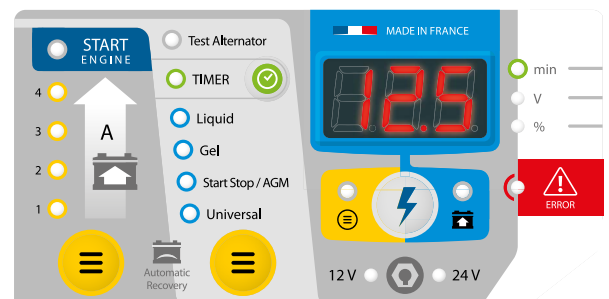 START
ENGINE
4
3
2
1
A
Test Alternator
TIMER
Liquid
Gel
Start Stop / AGM
Universal
Automatic
Recovery
MADE IN FRANCE
12.5
min
V
%
ERROR
12 V
24 V